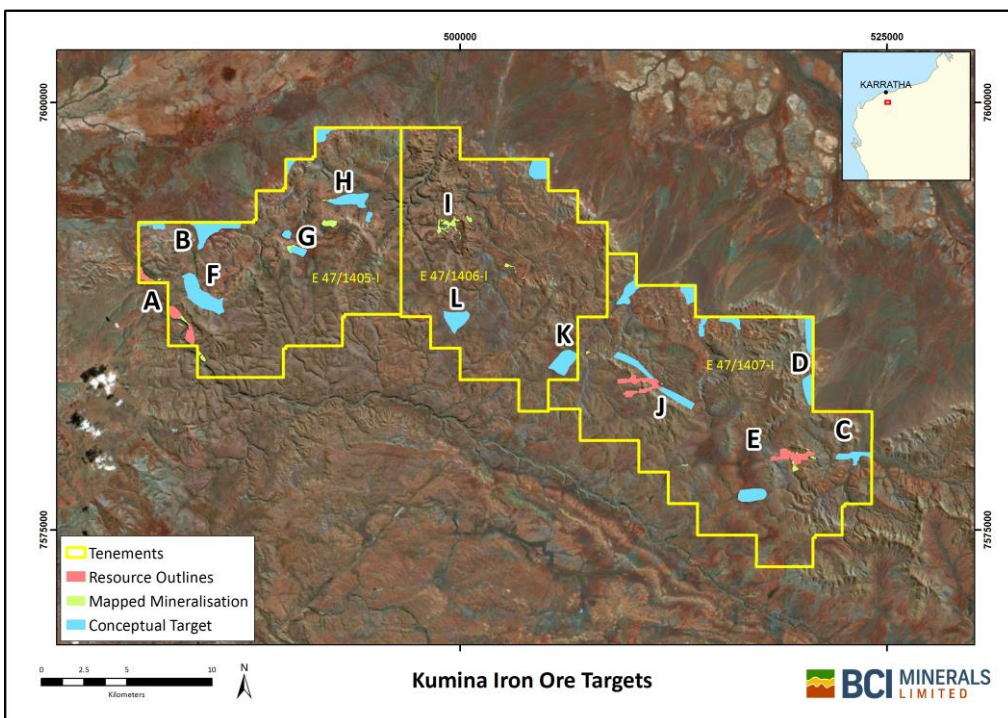 500000
525000
7600000
7600000
KARRATHA
H
I
B
G
F
E 47/1405-I
E 47/1406-I
A
L
K
D
E 47/1407-I
J
C
E
7575000
7575000
Tenements
Resource Outlines
Mapped Mineralisation
Conceptual Target
0 2.5 5 10
Kilometers
N
Kumina Iron Ore Targets
BCI MINERALS
LIMITED